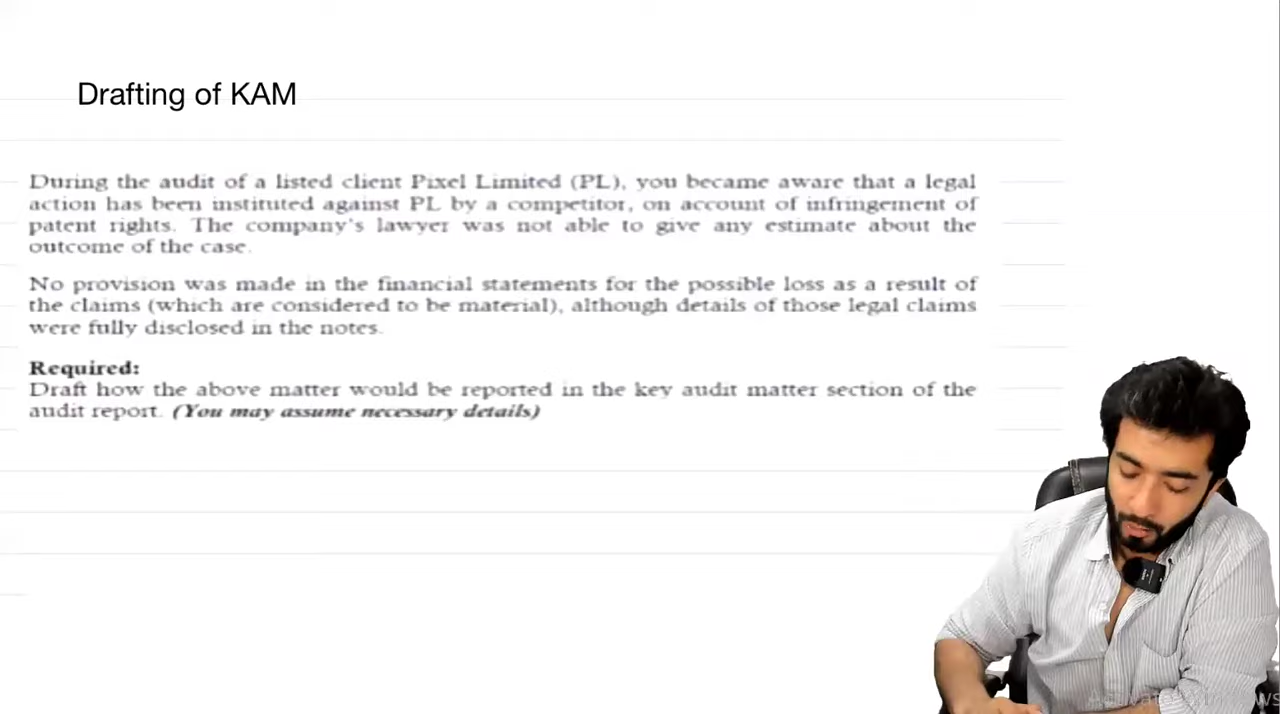 Drafting of KAM
During the audit of a listed client Pixel Limited (PL), you became aware that a legal
action has been instituted against PL by a competitor, on account of infringement of
patent rights. The company's lawyer was not able to give any estimate about the
outcome of the case.
No provision was made in the financial statements for the possible loss as a result of
the claims (which are considered to be material), although details of those legal claims
were fully disclosed in the notes.
Required:
Draft how the above matter would be reported in the key audit matter section of the
audit report. (You may assume necessary details)
Activate Windows